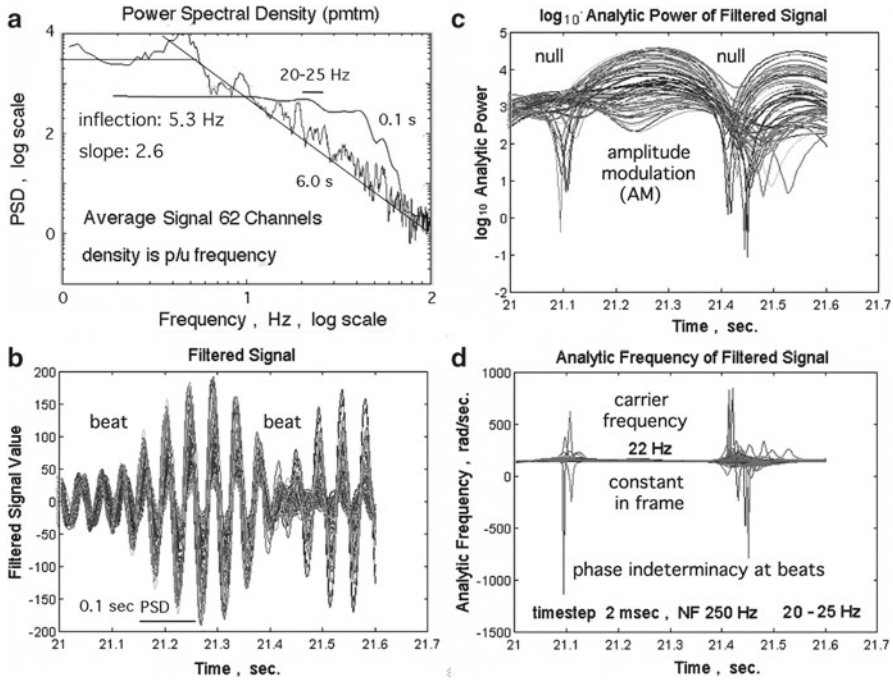 a
Power Spectral Density (pmtm)
4
2
0
PSD , log scale
20-25 Hz
0.1 s
inflection: 5.3 Hz
slope: 2.6
6.0 s
Average Signal 62 Channels
density is p/u frequency
0 1 2
Frequency , Hz , log scale
b
Filtered Signal
200
150
100
50
0
-50
-100
-150
-200
Filtered Signal Value
beat beat
0.1 sec PSD
21 21.1 21.2 21.3 21.4 21.5 21.6 21.7
Time , sec.
c
log10. Analytic Power of Filtered Signal
5
4
3
2
1
0
-1
-2
log10 Analytic Power
null null
amplitude
modulation
(AM)
21 21.1 21.2 21.3 21.4 21.5 21.6 21.7
Time , sec.
d
Analytic Frequency of Filtered Signal
1000
500
0
-500
-1000
-1500
Analytic Frequency , rad/sec.
carrier
frequency
22 Hz
constant
in frame
phase indeterminacy at beats
timestep 2 msec , NF 250 Hz 20 - 25 Hz
21 21.1 21.2 21.3 21.4 21.5 21.6 21.7
Time , sec.